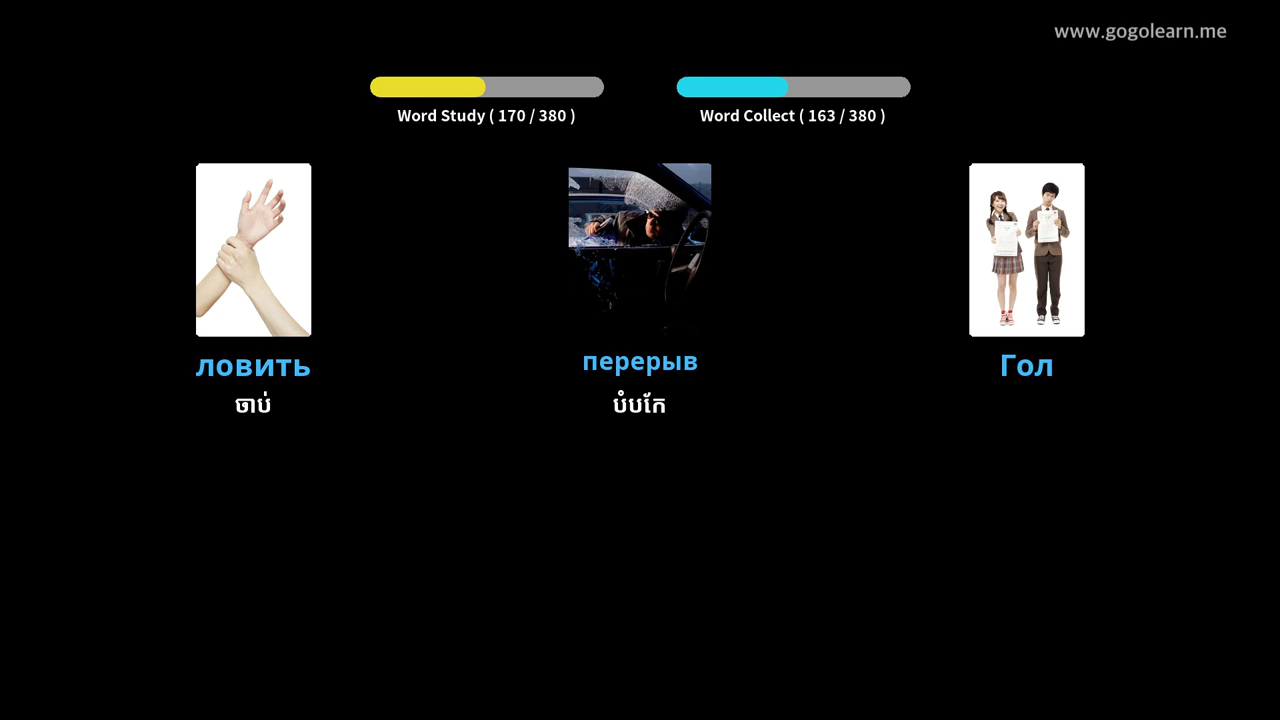 www.gogolearn.me
Word Study ( 170 / 380 )
Word Collect ( 163 / 380 )
ловить
ចាប់
перерыв
បំបកែ
Гол